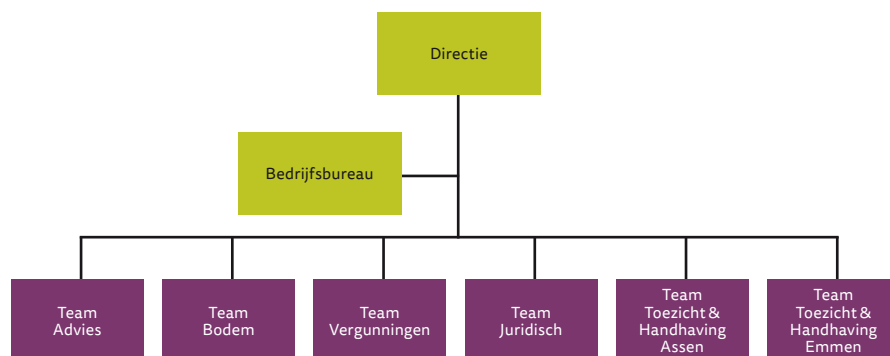 Directie
Bedrijfsbureau
Team
Advies
Team
Bodem
Team
Vergunningen
Team
Juridisch
Team
Toezicht &
Handhaving
Assen
Team
Toezicht &
Handhaving
Emmen